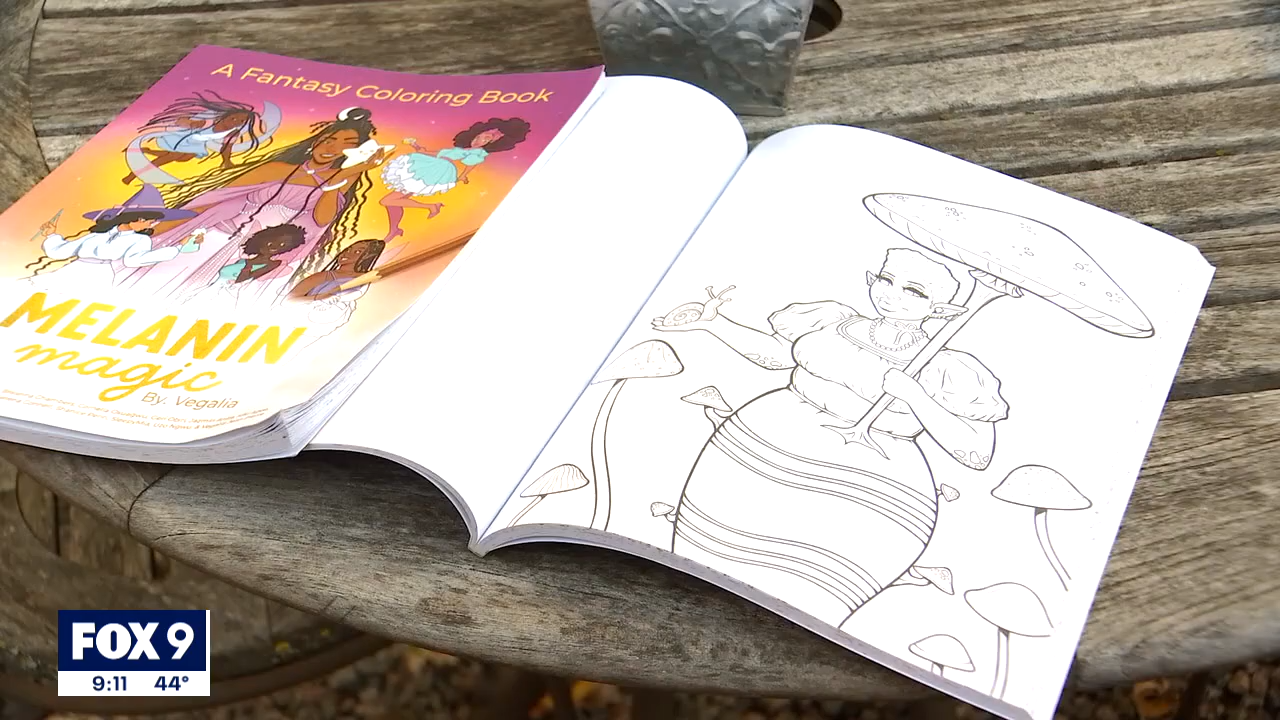 A Fantasy Coloring Book
MELANIN
magic
By. Vegalia
FOX 9
9:11 44°